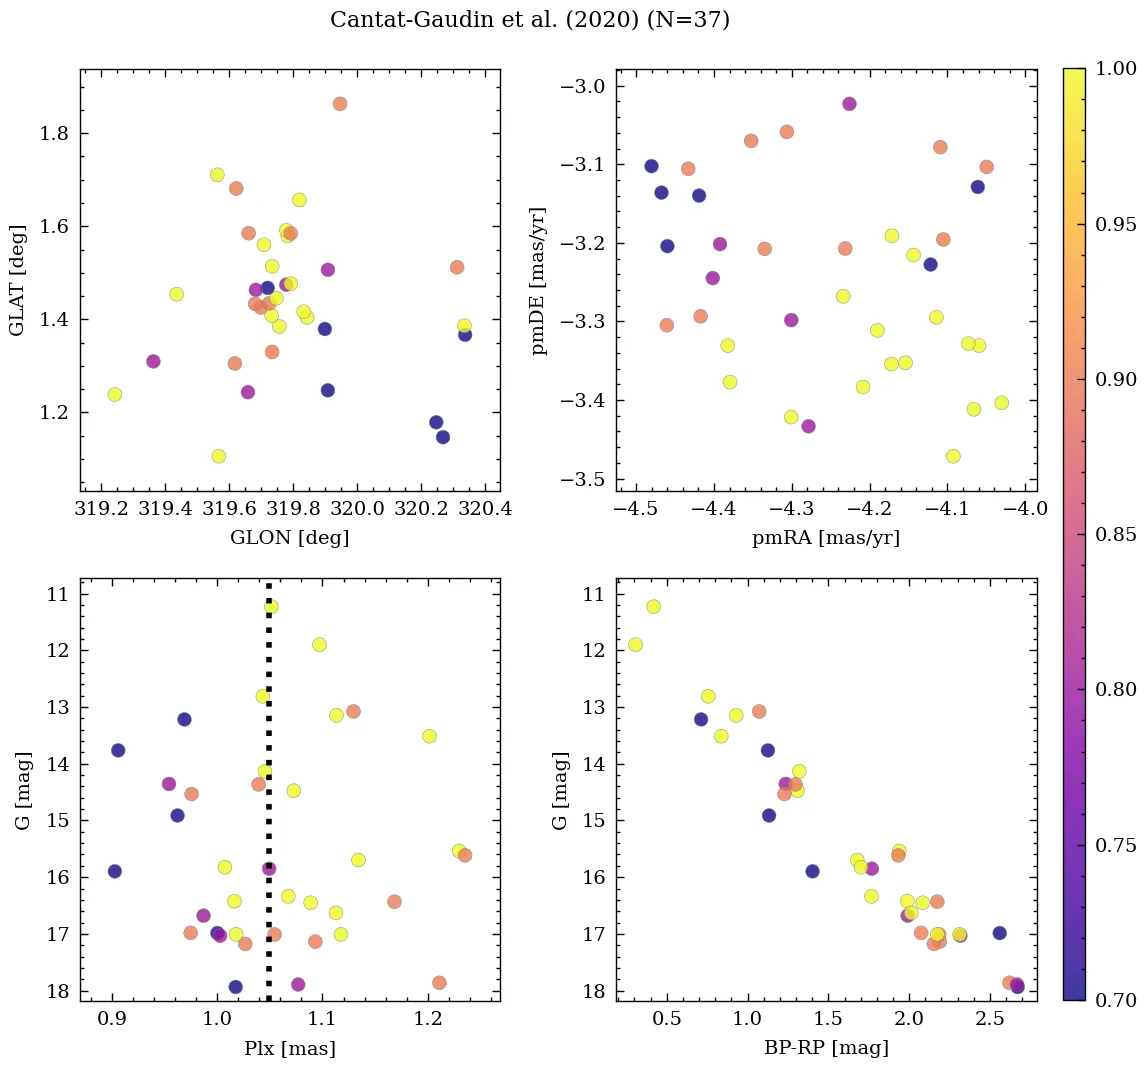 Cantat-Gaudin et al. (2020) (N=37)
GLAT [deg]
1.8
1.6
1.4
1.2
319.2 319.4 319.6 319.8 320.0 320.2 320.4
GLON [deg]
pmDE [mas/yr]
−3.0
−3.1
−3.2
−3.3
−3.4
−3.5
−4.5 −4.4 −4.3 −4.2 −4.1 −4.0
pmRA [mas/yr]
G [mag]
11
12
13
14
15
16
17
18
0.9 1.0 1.1 1.2
Plx [mas]
G [mag]
11
12
13
14
15
16
17
18
0.5 1.0 1.5 2.0 2.5
BP-RP [mag]
1.00
0.95
0.90
0.85
0.80
0.75
0.70